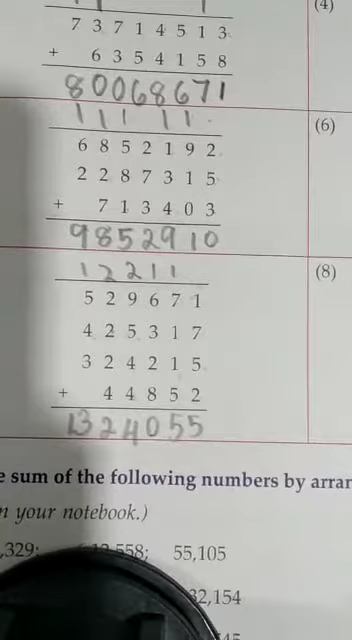 (4)
7 3 7 1 4 5 1 3
+ 6 3 5 4 1 5 8
80068671
1 1 1 1 1
(6)
6 8 5 2 1 9 2
2 2 8 7 3 1 5
+ 7 1 3 4 0 3
9852910
1 2 2 1 1
(8)
5 2 9 6 7 1
4 2 5 3 1 7
3 2 4 2 1 5
+ 4 4 8 5 2
1324055
e sum of the following numbers by arrar
n your notebook.)
,329; 558; 55,105
32,154